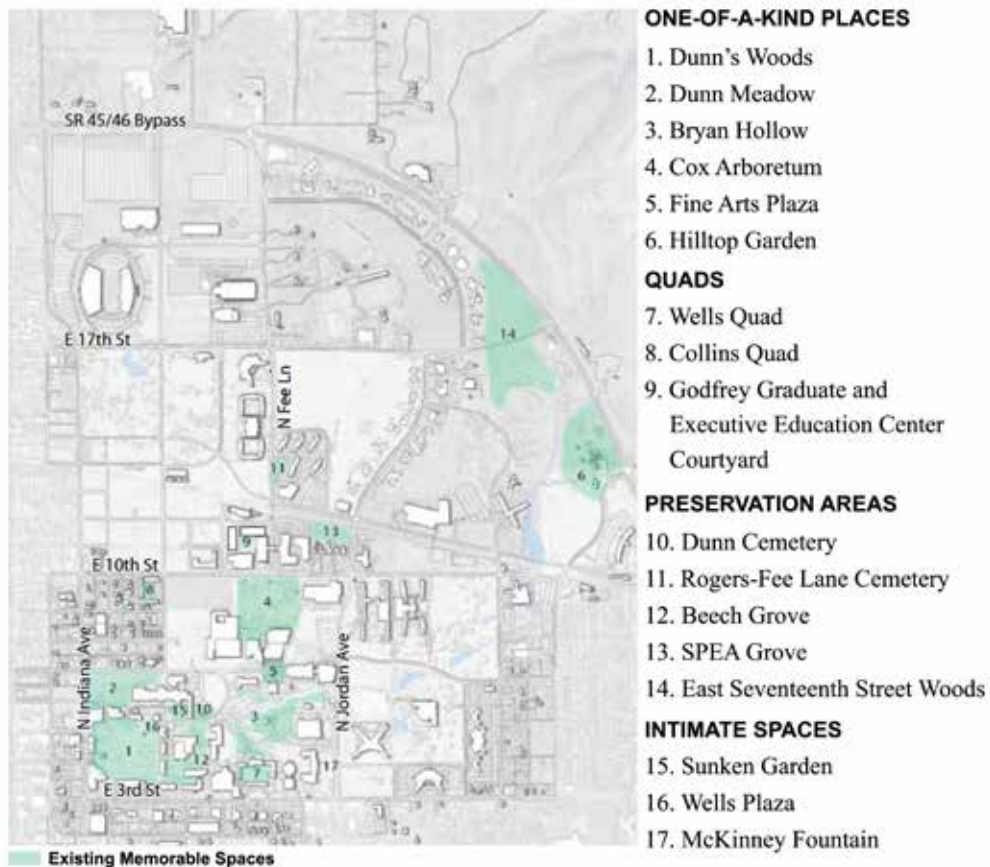 SR 45/46 Bypass
14
E 17th St
N Fee Ln
11
6
13
9
E 10th St
8
4
N Indiana Ave
N Jordan Ave
2
5
15
10
3
16
1
12
7
17
E 3rd St
Existing Memorable Spaces
ONE-OF-A-KIND PLACES
1. Dunn's Woods
2. Dunn Meadow
3. Bryan Hollow
4. Cox Arboretum
5. Fine Arts Plaza
6. Hilltop Garden
QUADS
7. Wells Quad
8. Collins Quad
9. Godfrey Graduate and
Executive Education Center
Courtyard
PRESERVATION AREAS
10. Dunn Cemetery
11. Rogers-Fee Lane Cemetery
12. Beech Grove
13. SPEA Grove
14. East Seventeenth Street Woods
INTIMATE SPACES
15. Sunken Garden
16. Wells Plaza
17. McKinney Fountain